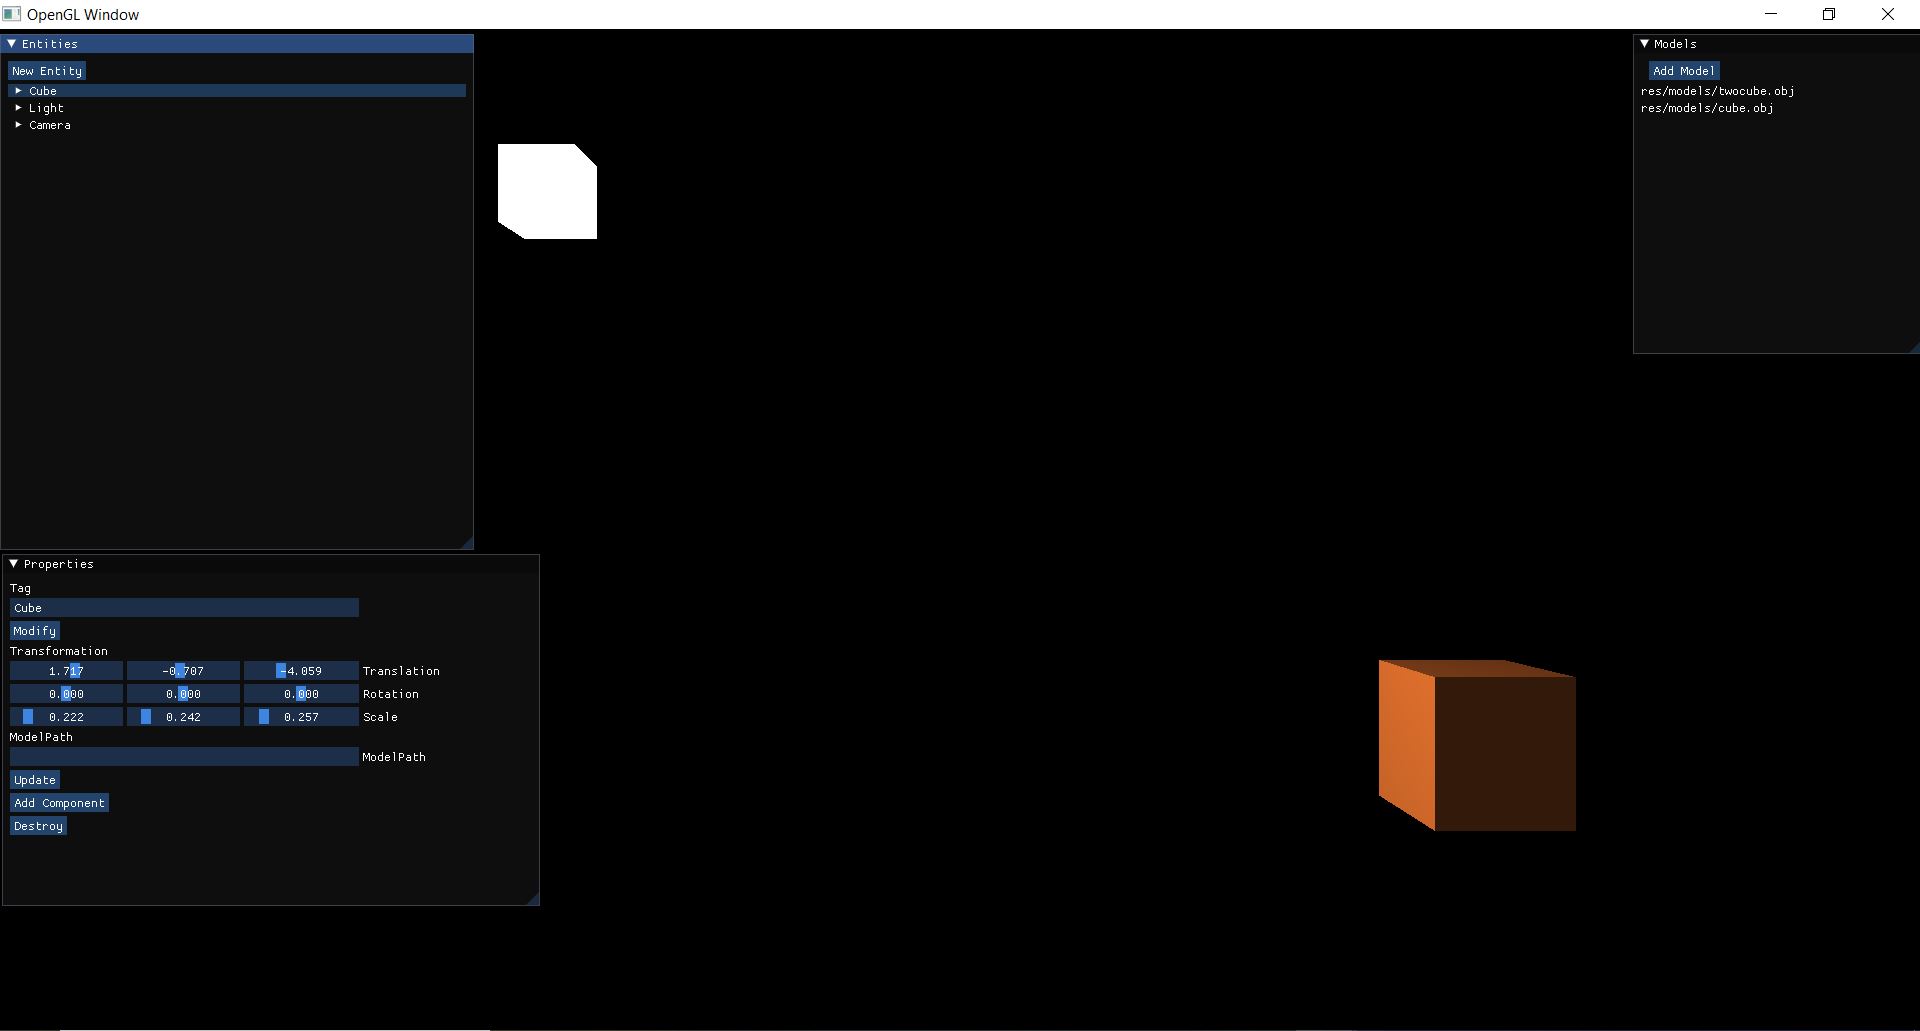 OpenGL Window
Entities
New Entity
Cube
Light
Camera
Models
Add Model
res/models/twocube.obj
res/models/cube.obj
Properties
Tag
Cube
Modify
Transformation
1.717 -0.707 -4.059 Translation
0.000 0.000 0.000 Rotation
0.222 0.242 0.257 Scale
ModelPath
ModelPath
Update
Add Component
Destroy